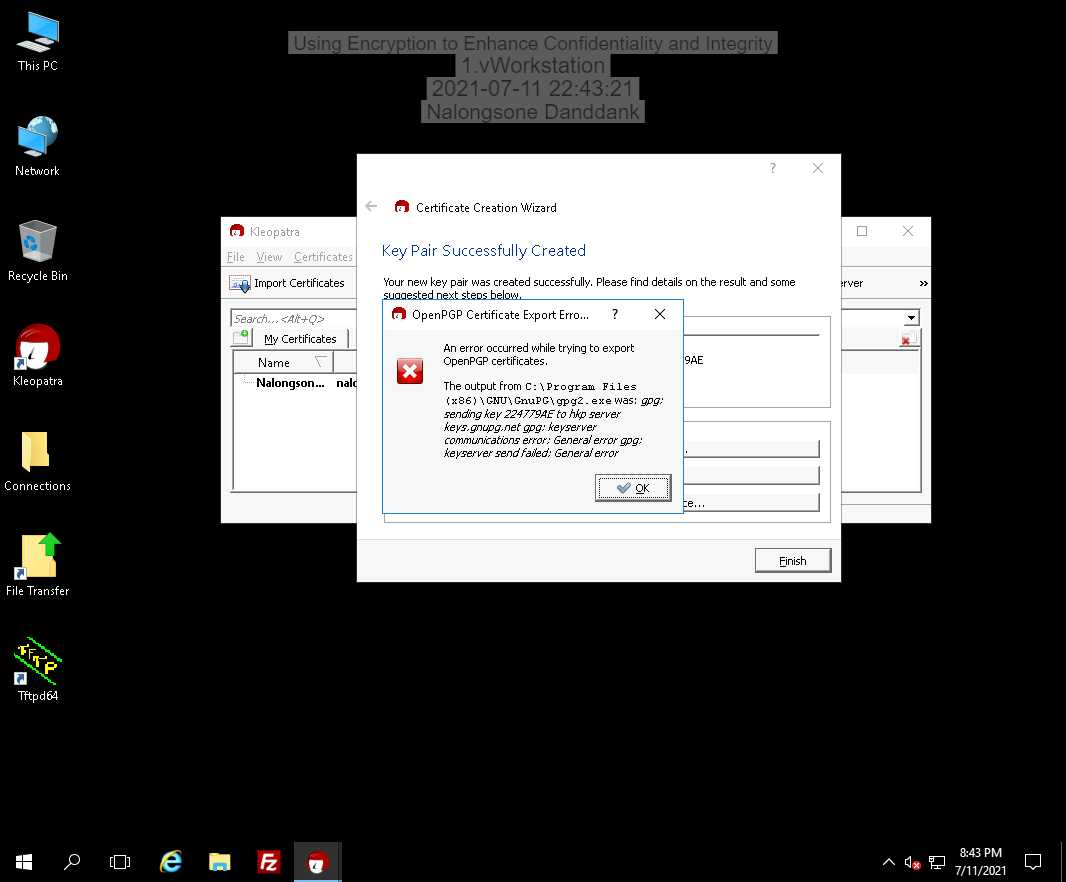 Using Encryption to Enhance Confidentiality and Integrity
1.vWorkstation
2021-07-11 22:43:21
Nalongsone Danddank
This PC
Network
Recycle Bin
Kleopatra
Connections
File Transfer
TFTP
Tftpd64
Kleopatra
File View Certificates
Import Certificates
erver
»
Search...<Alt+Q>
My Certificates
Name
Nalongson...
?
Certificate Creation Wizard
Key Pair Successfully Created
Your new key pair was created successfully. Please find details on the result and some
suggested next steps below.
9AE
ce...
Finish
OpenPGP Certificate Export Erro... ?
An error occurred while trying to export
OpenPGP certificates.
The output from C:\Program Files
(x86)\GNU\GnuPG\gpg2.exe was: gpg:
sending key 224779AE to hkp server
keys.gnupg.net gpg: keyserver
communications error: General error gpg:
keyserver send failed: General error
OK
8:43 PM
7/11/2021